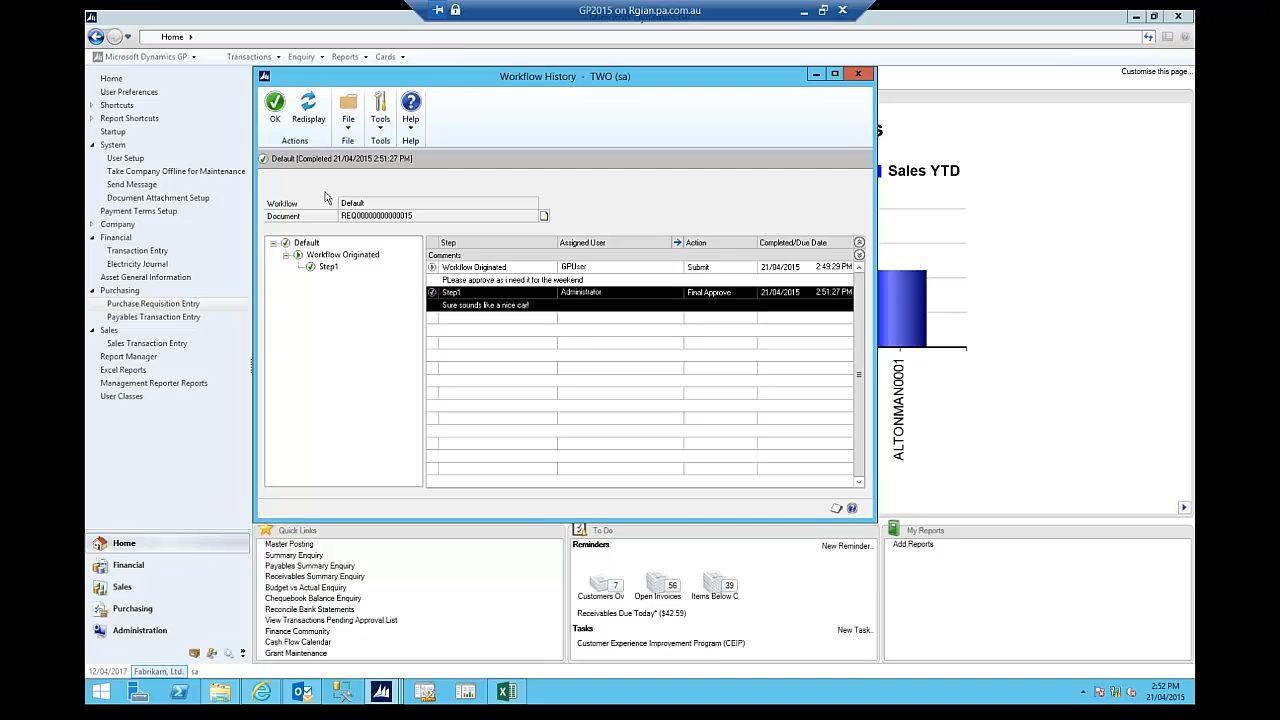 GP2015 on Rgian.pa.com.au
Home
Microsoft Dynamics GP
Transactions
Enquiry
Reports
Cards
Customise this page...
Home
User Preferences
Shortcuts
Report Shortcuts
Startup
System
User Setup
Take Company Offline for Maintenance
Send Message
Document Attachment Setup
Payment Terms Setup
Company
Financial
Transaction Entry
Electricity Journal
Asset General Information
Purchasing
Purchase Requisition Entry
Payables Transaction Entry
Sales
Sales Transaction Entry
Report Manager
Excel Reports
Management Reporter Reports
User Classes
Home
Financial
Sales
Purchasing
Administration
Workflow History - TWO (sa)
OK
Redisplay
File
Tools
Help
Actions
File
Tools
Help
Default [Completed 21/04/2015 2:51:27 PM]
Workflow Default
Document REQ00000000000015
Default
Workflow Originated
Step1
Step Assigned User Action Completed/Due Date
Comments
Workflow Originated GPUser Submit 21/04/2015 2:49:29 PM
PLease approve as i need it for the weekend
Step1 Administrator Final Approve 21/04/2015 2:51:27 PM
Sure sounds like a nice car!
s
Sales YTD
ALTONMAN0001
Quick Links
Master Posting
Summary Enquiry
Payables Summary Enquiry
Receivables Summary Enquiry
Budget vs Actual Enquiry
Chequebook Balance Enquiry
Reconcile Bank Statements
View Transactions Pending Approval List
Finance Community
Cash Flow Calendar
Grant Maintenance
To Do
Reminders
New Reminder..
7
56
39
Customers Ov
Open Invoices
Items Below C
Receivables Due Today* ($42.59)
Tasks
New Task..
Customer Experience Improvement Program (CEIP)
My Reports
Add Reports
12/04/2017 Fabrikam, Ltd. sa
2:52 PM
21/04/2015